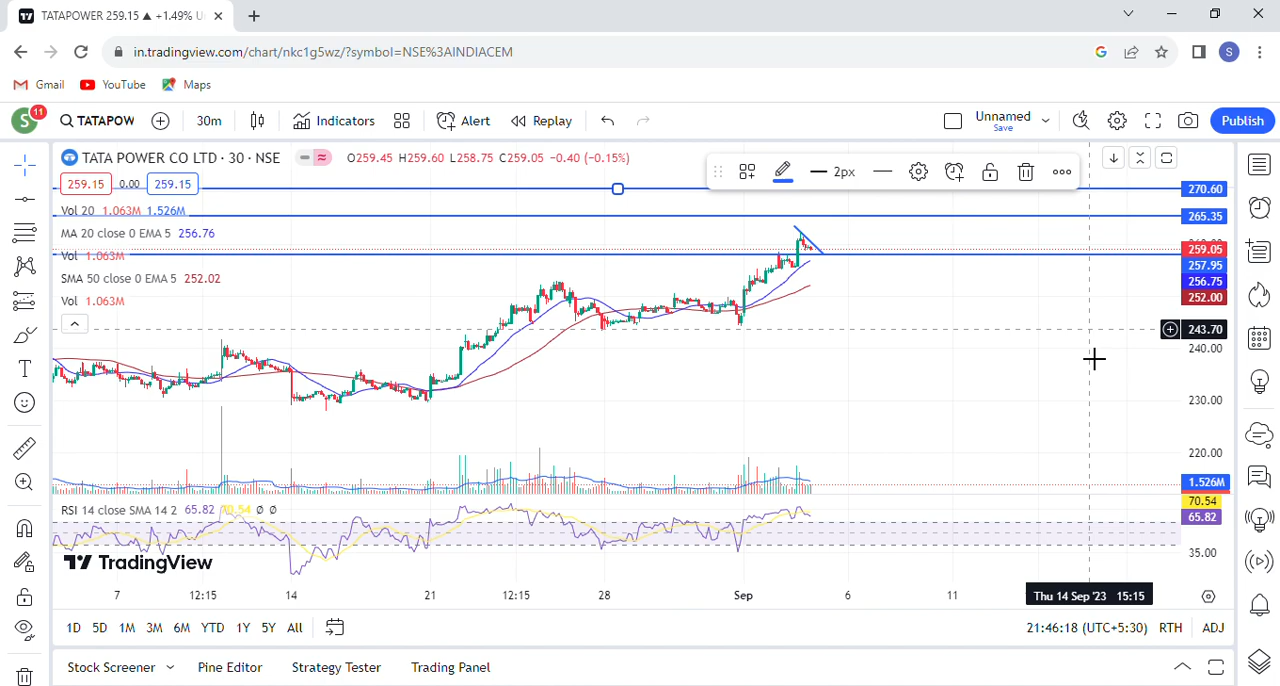 TATAPOWER 259.15 ▲ +1.49% U
in.tradingview.com/chart/nkc1g5wz/?symbol=NSE%3AINDIACEM
S
Gmail YouTube Maps
S 11 TATAPOW 30m Indicators Alert Replay Unnamed Save Publish
TATA POWER CO LTD · 30 · NSE O259.45 H259.60 L258.75 C259.05 −0.40 (−0.15%)
2px
259.15 0.00 259.15
270.60
Vol 20 1.063M 1.526M
265.35
MA 20 close 0 EMA 5 256.76
259.05
Vol 1.063M
257.95
SMA 50 close 0 EMA 5 252.02
256.75
252.00
Vol 1.063M
243.70
240.00
230.00
220.00
1.526M
RSI 14 close SMA 14 2 65.82 70.54 Ø Ø
70.54
65.82
35.00
TradingView
7 12:15 14 21 12:15 28 Sep 6 11 Thu 14 Sep '23 15:15
1D 5D 1M 3M 6M YTD 1Y 5Y All 21:46:18 (UTC+5:30) RTH ADJ
Stock Screener Pine Editor Strategy Tester Trading Panel